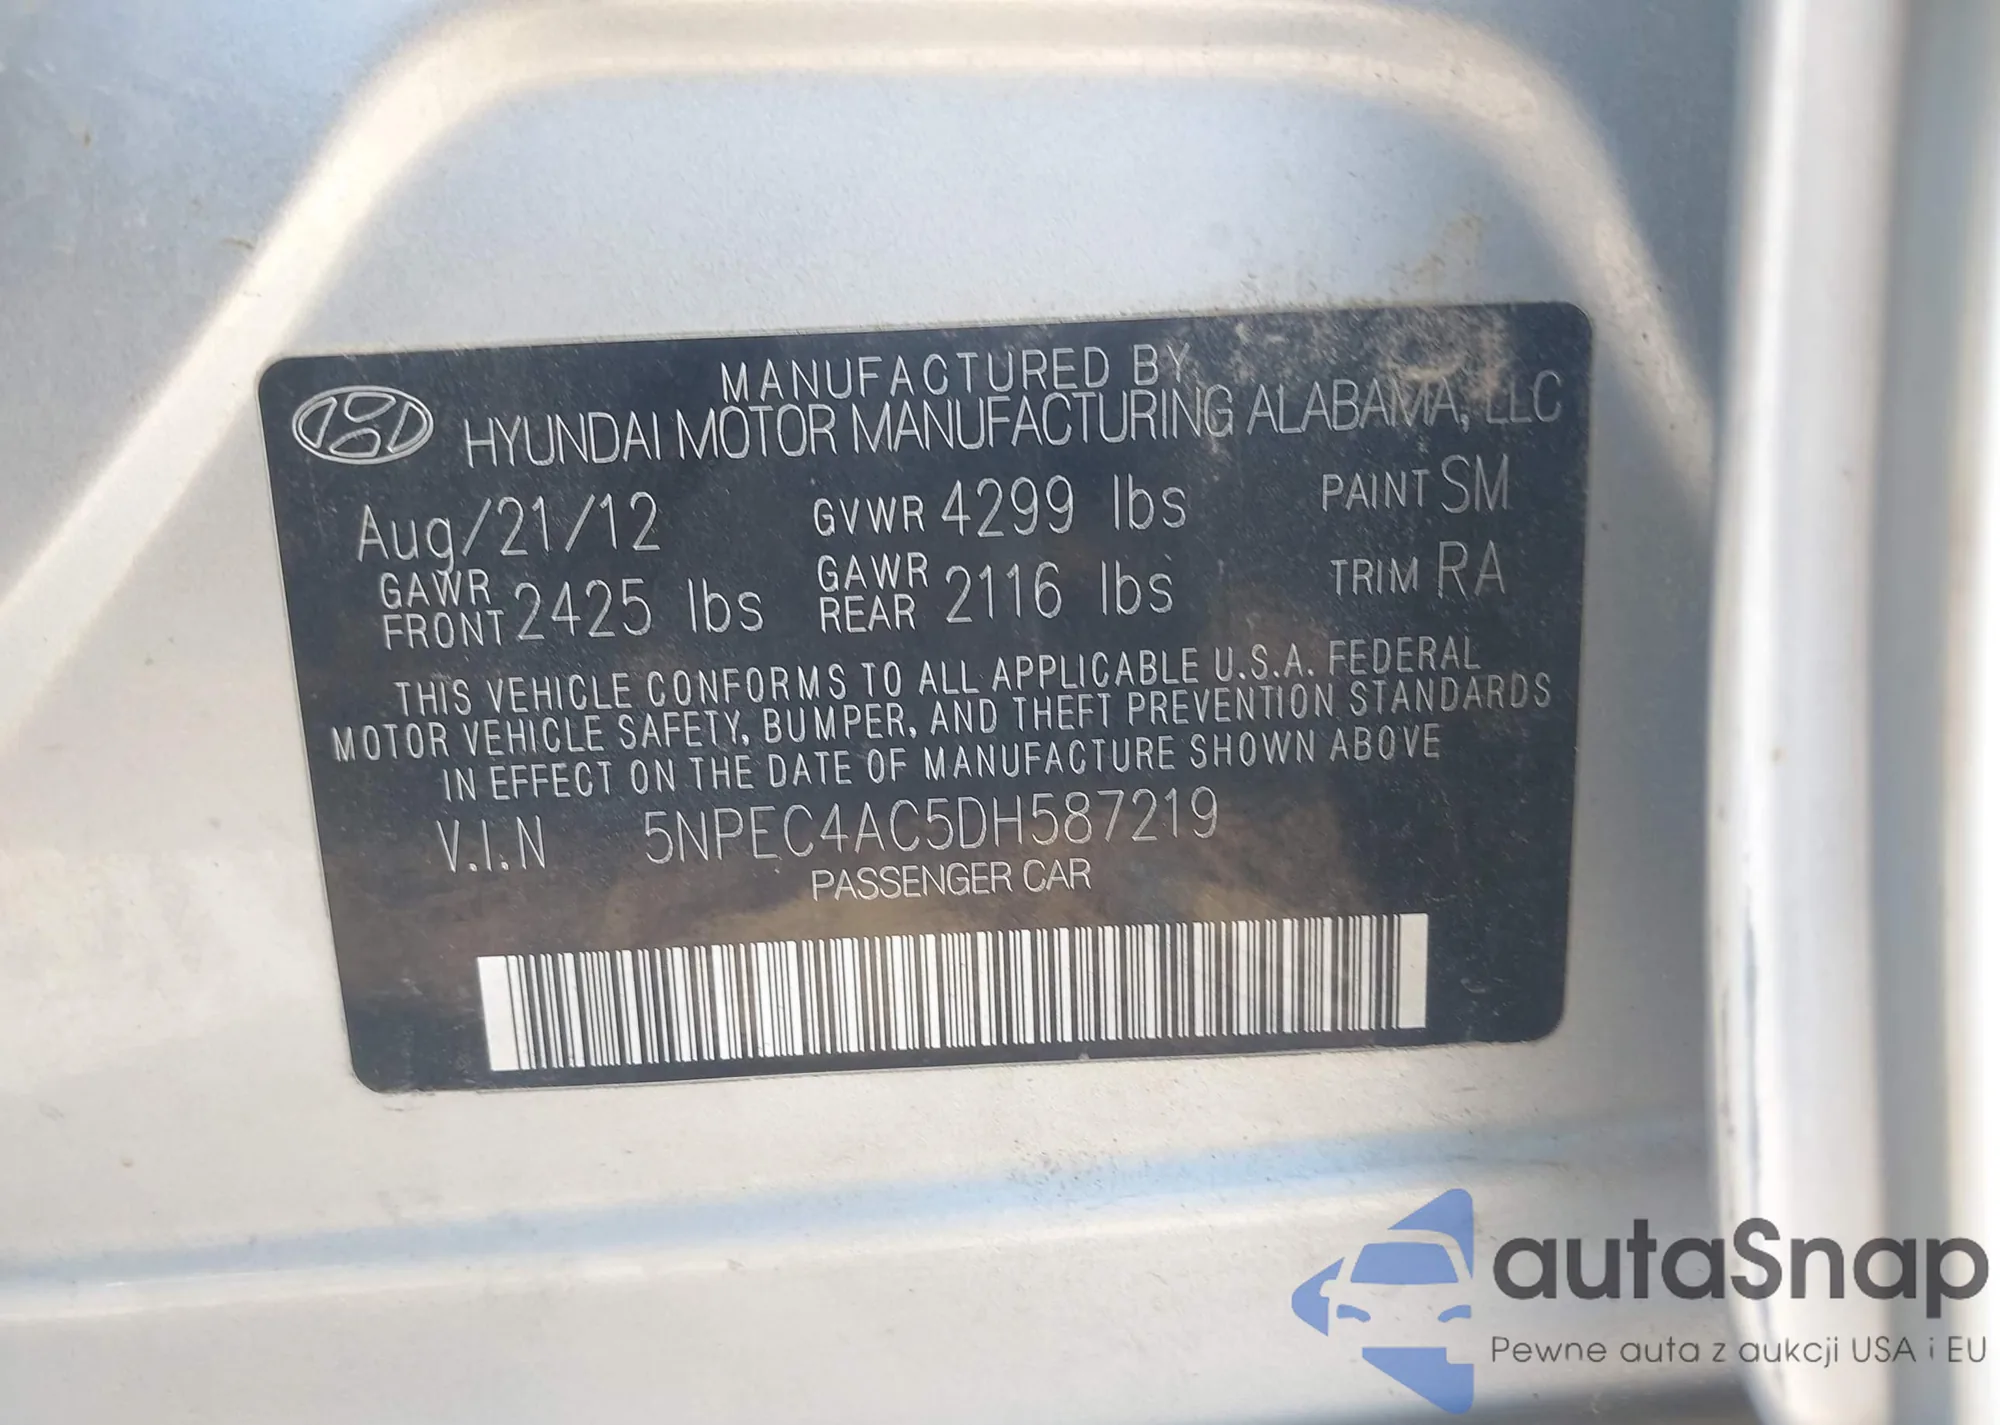 MANUFACTURED BY
HYUNDAI MOTOR MANUFACTURING ALABAMA, LLC
Aug/21/12 GVWR 4299 lbs PAINT SM
GAWR FRONT 2425 lbs GAWR REAR 2116 lbs TRIM RA
THIS VEHICLE CONFORMS TO ALL APPLICABLE U.S.A. FEDERAL
MOTOR VEHICLE SAFETY, BUMPER, AND THEFT PREVENTION STANDARDS
IN EFFECT ON THE DATE OF MANUFACTURE SHOWN ABOVE
V.I.N 5NPEC4AC5DH587219
PASSENGER CAR
autaSnap
Pewne auta z aukcji USA i EU